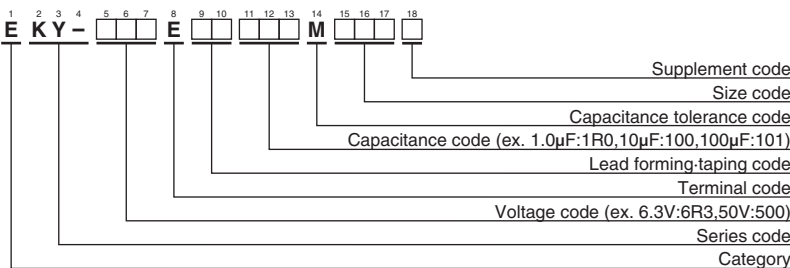 1 2 3 4 5 6 7 8 9 10 11 12 13 14 15 16 17 18
E K Y – □□□ E □□ □□□ M □□□ □
Supplement code
Size code
Capacitance tolerance code
Capacitance code (ex. 1.0μF:1R0,10μF:100,100μF:101)
Lead forming·taping code
Terminal code
Voltage code (ex. 6.3V:6R3,50V:500)
Series code
Category